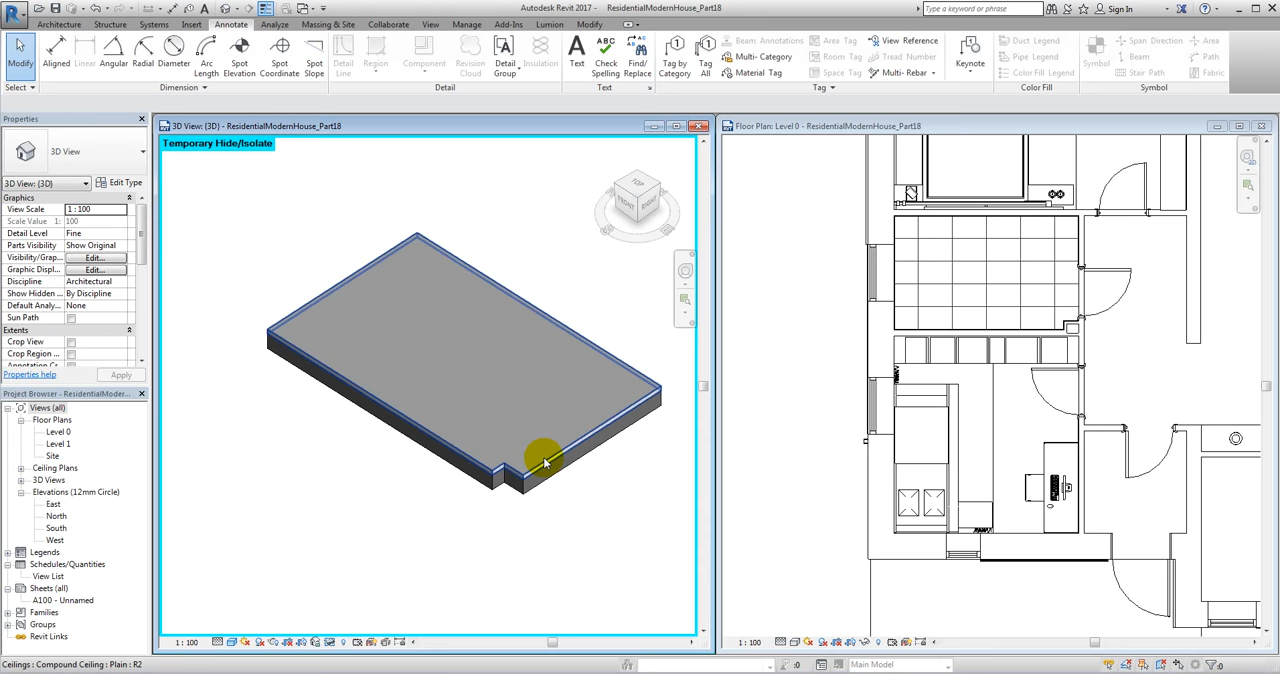 Autodesk Revit 2017 - ResidentialModernHouse_Part18
Type a keyword or phrase
Sign In
Architecture Structure Systems Insert Annotate Analyze Massing & Site Collaborate View Manage Add-Ins Lumion Modify
Modify
Aligned Linear Angular Radial Diameter Arc Length Spot Elevation Spot Coordinate Spot Slope
Detail Line Region Component Revision Cloud Detail Group Insulation
Text Check Spelling Find/ Replace
Tag by Category Tag All
Multi- Category
Material Tag
Beam Annotations
Area Tag
Room Tag
Space Tag
View Reference
Tread Number
Multi-Rebar
Keynote
Duct Legend
Pipe Legend
Color Fill Legend
Symbol
Span Direction
Beam
Stair Path
Area
Path
Fabric
Select Dimension Detail Text Tag Color Fill Symbol
Properties
3D View
3D View: {3D} Edit Type
Graphics
View Scale 1 : 100
Scale Value 1: 100
Detail Level Fine
Parts Visibility Show Original
Visibility/Grap... Edit...
Graphic Displ... Edit...
Discipline Architectural
Show Hidden ... By Discipline
Default Analy... None
Sun Path
Extents
Crop View
Crop Region ...
Properties help Apply
Project Browser - ResidentialModer...
Views (all)
Floor Plans
Level 0
Level 1
Site
Ceiling Plans
3D Views
Elevations (12mm Circle)
East
North
South
West
Legends
Schedules/Quantities
View List
Sheets (all)
A100 - Unnamed
Families
Groups
Revit Links
3D View: {3D} - ResidentialModernHouse_Part18
Temporary Hide/Isolate
TOP
FRONT
RIGHT
1 : 100
Floor Plan: Level 0 - ResidentialModernHouse_Part18
1 : 100
Ceilings : Compound Ceiling : Plain : R2
:0
Main Model
:0